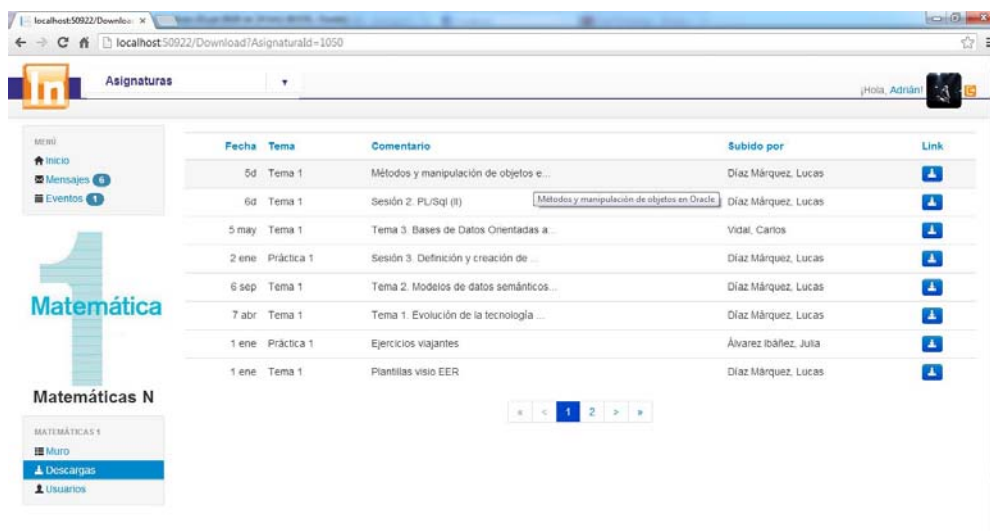 localhost:50922/Downloa x
localhost:50922/Download?AsignaturaId=1050
In
Asignaturas
¡Hola, Adrián!
MENÚ
Inicio
Mensajes 6
Eventos 1
1
Matemática
Matemáticas N
MATEMÁTICAS 1
Muro
Descargas
Usuarios
Fecha Tema Comentario Subido por Link
5d Tema 1 Métodos y manipulación de objetos e... Díaz Márquez, Lucas
Métodos y manipulación de objetos en Oracle
6d Tema 1 Sesión 2. PL/Sql (II) Díaz Márquez, Lucas
5 may Tema 1 Tema 3. Bases de Datos Orientadas a... Vidal, Carlos
2 ene Práctica 1 Sesión 3. Definición y creación de ... Díaz Márquez, Lucas
6 sep Tema 1 Tema 2. Modelos de datos semánticos... Díaz Márquez, Lucas
7 abr Tema 1 Tema 1. Evolución de la tecnología ... Díaz Márquez, Lucas
1 ene Práctica 1 Ejercicios viajantes Álvarez Ibáñez, Julia
1 ene Tema 1 Plantillas visio EER Díaz Márquez, Lucas
« < 1 2 > »